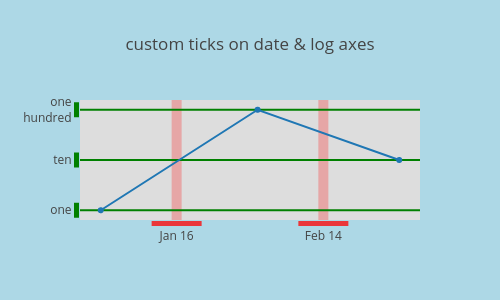 custom ticks on date & log axes
one
hundred
ten
one
Jan 16
Feb 14